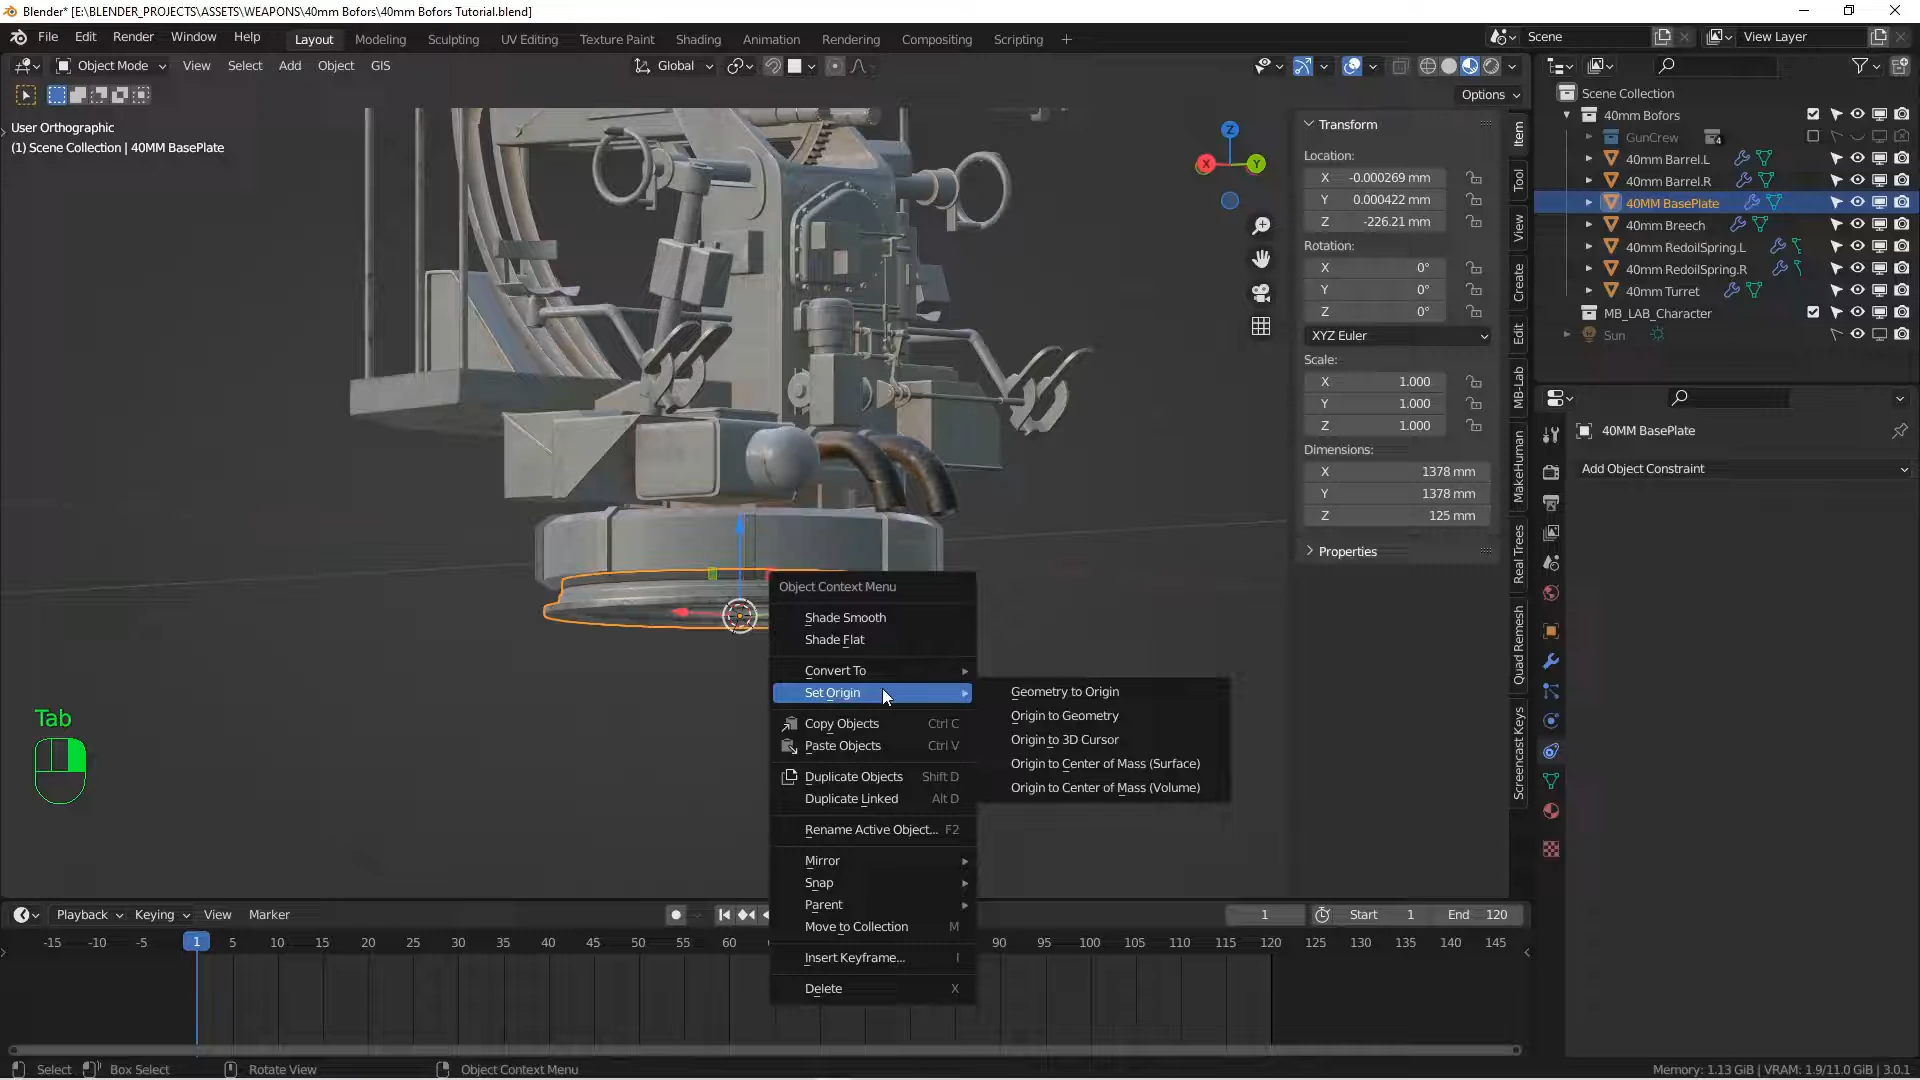 Blender* [E:\BLENDER_PROJECTS\ASSETS\WEAPONS\40mm Bofors\40mm Bofors Tutorial.blend]
File Edit Render Window Help
Layout Modeling Sculpting UV Editing Texture Paint Shading Animation Rendering Compositing Scripting +
Scene
View Layer
Object Mode View Select Add Object GIS
Global
Options
User Orthographic
(1) Scene Collection | 40MM BasePlate
Z
X
Y
Transform
Location:
X -0.000269 mm
Y 0.000422 mm
Z -226.21 mm
Rotation:
X 0°
Y 0°
Z 0°
XYZ Euler
Scale:
X 1.000
Y 1.000
Z 1.000
Dimensions:
X 1378 mm
Y 1378 mm
Z 125 mm
Properties
Item
Tool
View
Create
Edit
MB-Lab
MakeHuman
Real Trees
Quad Remesh
Screencast Keys
Scene Collection
40mm Bofors
GunCrew 4
40mm Barrel.L
40mm Barrel.R
40MM BasePlate
40mm Breech
40mm RedoilSpring.L
40mm RedoilSpring.R
40mm Turret
MB_LAB_Character
Sun
40MM BasePlate
Add Object Constraint
Object Context Menu
Shade Smooth
Shade Flat
Convert To
Set Origin
Copy Objects Ctrl C
Paste Objects Ctrl V
Duplicate Objects Shift D
Duplicate Linked Alt D
Rename Active Object... F2
Mirror
Snap
Parent
Move to Collection M
Insert Keyframe... I
Delete X
Geometry to Origin
Origin to Geometry
Origin to 3D Cursor
Origin to Center of Mass (Surface)
Origin to Center of Mass (Volume)
Tab
Playback Keying View Marker
1 Start 1 End 120
-15 -10 -5 1 5 10 15 20 25 30 35 40 45 50 55 60 90 95 100 105 110 115 120 125 130 135 140 145
Select Box Select Rotate View Object Context Menu
Memory: 1.13 GiB | VRAM: 1.9/11.0 GiB | 3.0.1